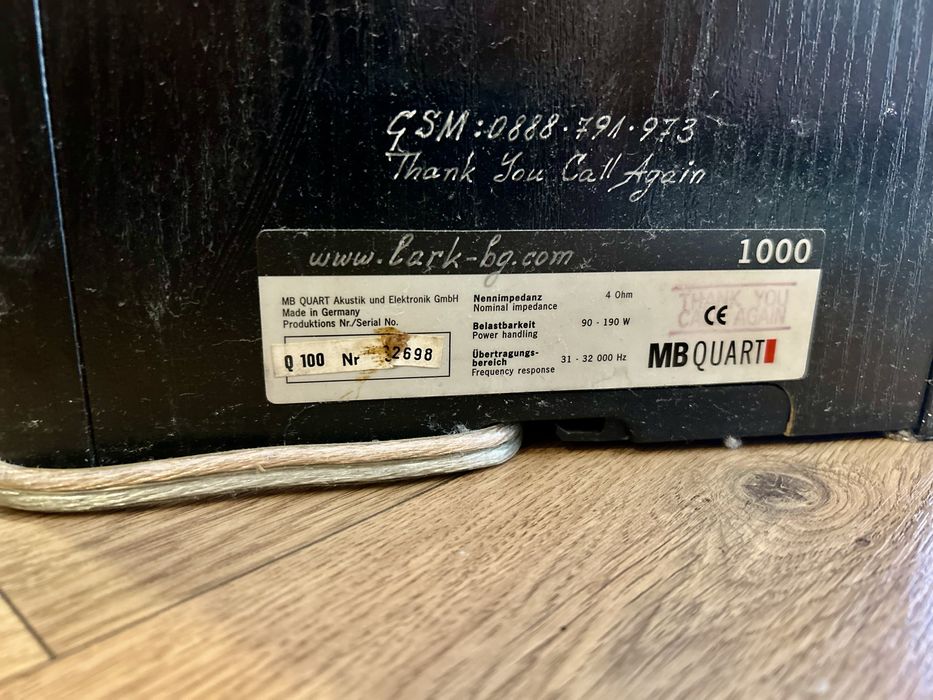 GSM:0888.791.973
Thank You Call Again
www.lark-bg.com 1000
MB QUART Akustik und Elektronik GmbH
Made in Germany
Produktions Nr./Serial No.
Q 100 Nr 2698
Nennimpedanz 4 Ohm
Nominal impedance
Belastbarkeit 90 - 190 W
Power handling
Übertragungs-
bereich 31 - 32 000 Hz
Frequency response
THANK YOU
CALL AGAIN
CE
MB QUART